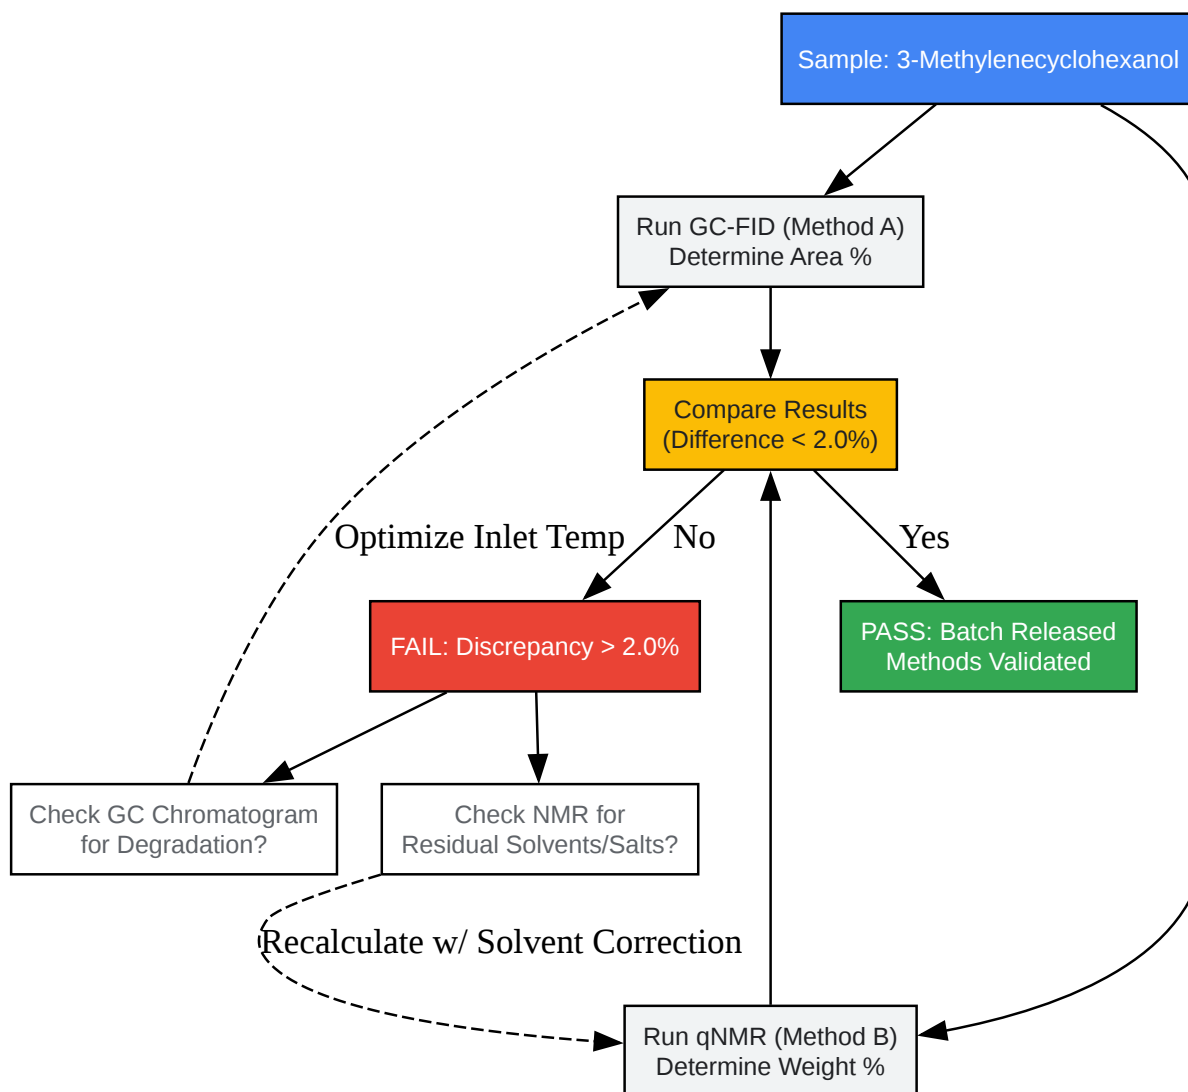 Sample: 3-Methylenecyclohexanol
Run GC-FID (Method A)
Determine Area %
Compare Results
(Difference < 2.0%)
Optimize Inlet Temp
No
Yes
FAIL: Discrepancy > 2.0%
PASS: Batch Released
Methods Validated
Check GC Chromatogram
for Degradation?
Check NMR for
Residual Solvents/Salts?
Recalculate w/ Solvent Correction
Run qNMR (Method B)
Determine Weight %